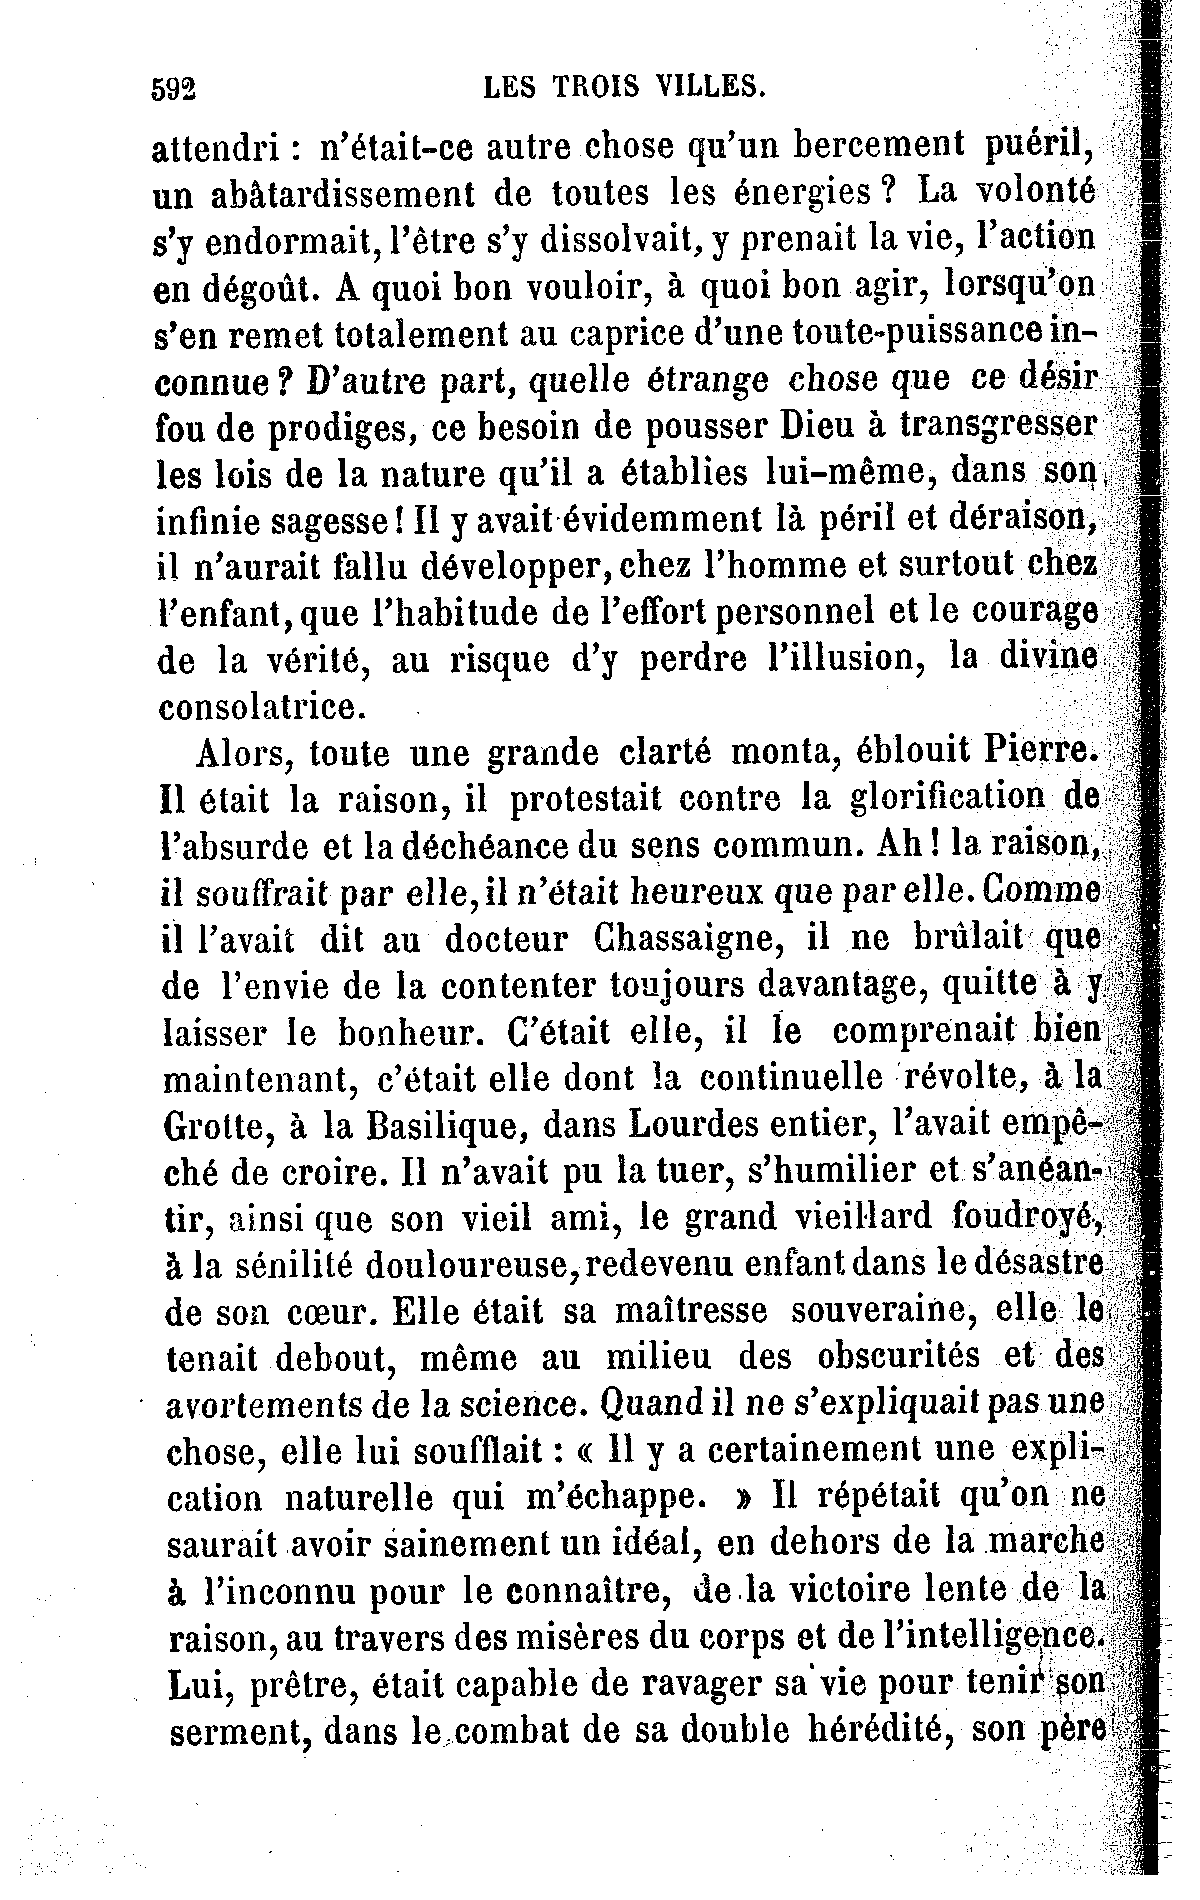 592 LES TROIS VILLES.
attendri : n'était-ce autre chose qu'un bercement puéril,
un abâtardissement de toutes les énergies ? La volonté
s'y endormait, l'être s'y dissolvait, y prenait la vie, l'action
en dégoût. A quoi bon vouloir, à quoi bon agir, lorsqu'on
s'en remet totalement au caprice d'une toute-puissance in-
connue ? D'autre part, quelle étrange chose que ce désir
fou de prodiges, ce besoin de pousser Dieu à transgresser
les lois de la nature qu'il a établies lui-même, dans son
infinie sagesse ! Il y avait évidemment là péril et déraison,
il n'aurait fallu développer, chez l'homme et surtout chez
l'enfant, que l'habitude de l'effort personnel et le courage
de la vérité, au risque d'y perdre l'illusion, la divine
consolatrice.
Alors, toute une grande clarté monta, éblouit Pierre.
Il était la raison, il protestait contre la glorification de
l'absurde et la déchéance du sens commun. Ah ! la raison,
il souffrait par elle, il n'était heureux que par elle. Comme
il l'avait dit au docteur Chassaigne, il ne brûlait que
de l'envie de la contenter toujours davantage, quitte à y
laisser le bonheur. C'était elle, il le comprenait bien
maintenant, c'était elle dont la continuelle révolte, à la
Grotte, à la Basilique, dans Lourdes entier, l'avait empê-
ché de croire. Il n'avait pu la tuer, s'humilier et s'anéan-
tir, ainsi que son vieil ami, le grand vieillard foudroyé,
à la sénilité douloureuse, redevenu enfant dans le désastre
de son cœur. Elle était sa maîtresse souveraine, elle le
tenait debout, même au milieu des obscurités et des
avortements de la science. Quand il ne s'expliquait pas une
chose, elle lui soufflait : « Il y a certainement une expli-
cation naturelle qui m'échappe. » Il répétait qu'on ne
saurait avoir sainement un idéal, en dehors de la marche
à l'inconnu pour le connaître, de la victoire lente de la
raison, au travers des misères du corps et de l'intelligence.
Lui, prêtre, était capable de ravager sa vie pour tenir son
serment, dans le combat de sa double hérédité, son père